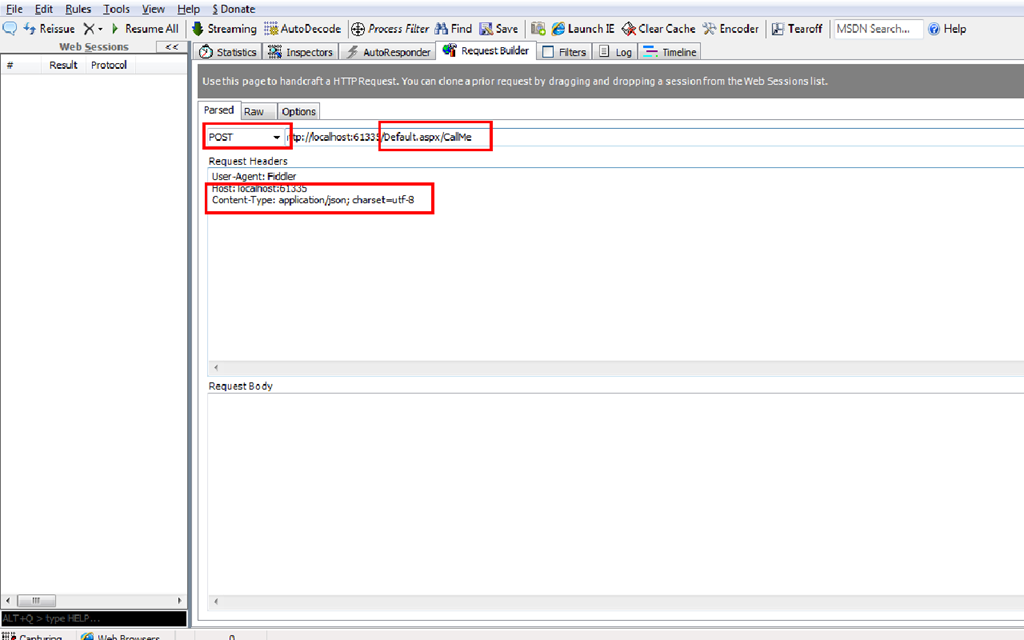 File Edit Rules Tools View Help $ Donate
Reissue Resume All Streaming AutoDecode Process Filter Find Save Launch IE Clear Cache Encoder Tearoff MSDN Search... Help
Web Sessions <<
Statistics Inspectors AutoResponder Request Builder Filters Log Timeline
# Result Protocol
Use this page to handcraft a HTTP Request. You can clone a prior request by dragging and dropping a session from the Web Sessions list.
Parsed Raw Options
POST ttp://localhost:61335/Default.aspx/CallMe
Request Headers
User-Agent: Fiddler
Host: localhost:61335
Content-Type: application/json; charset=utf-8
Request Body
ALT+Q > type HELP...
Capturing Web Browsers 0